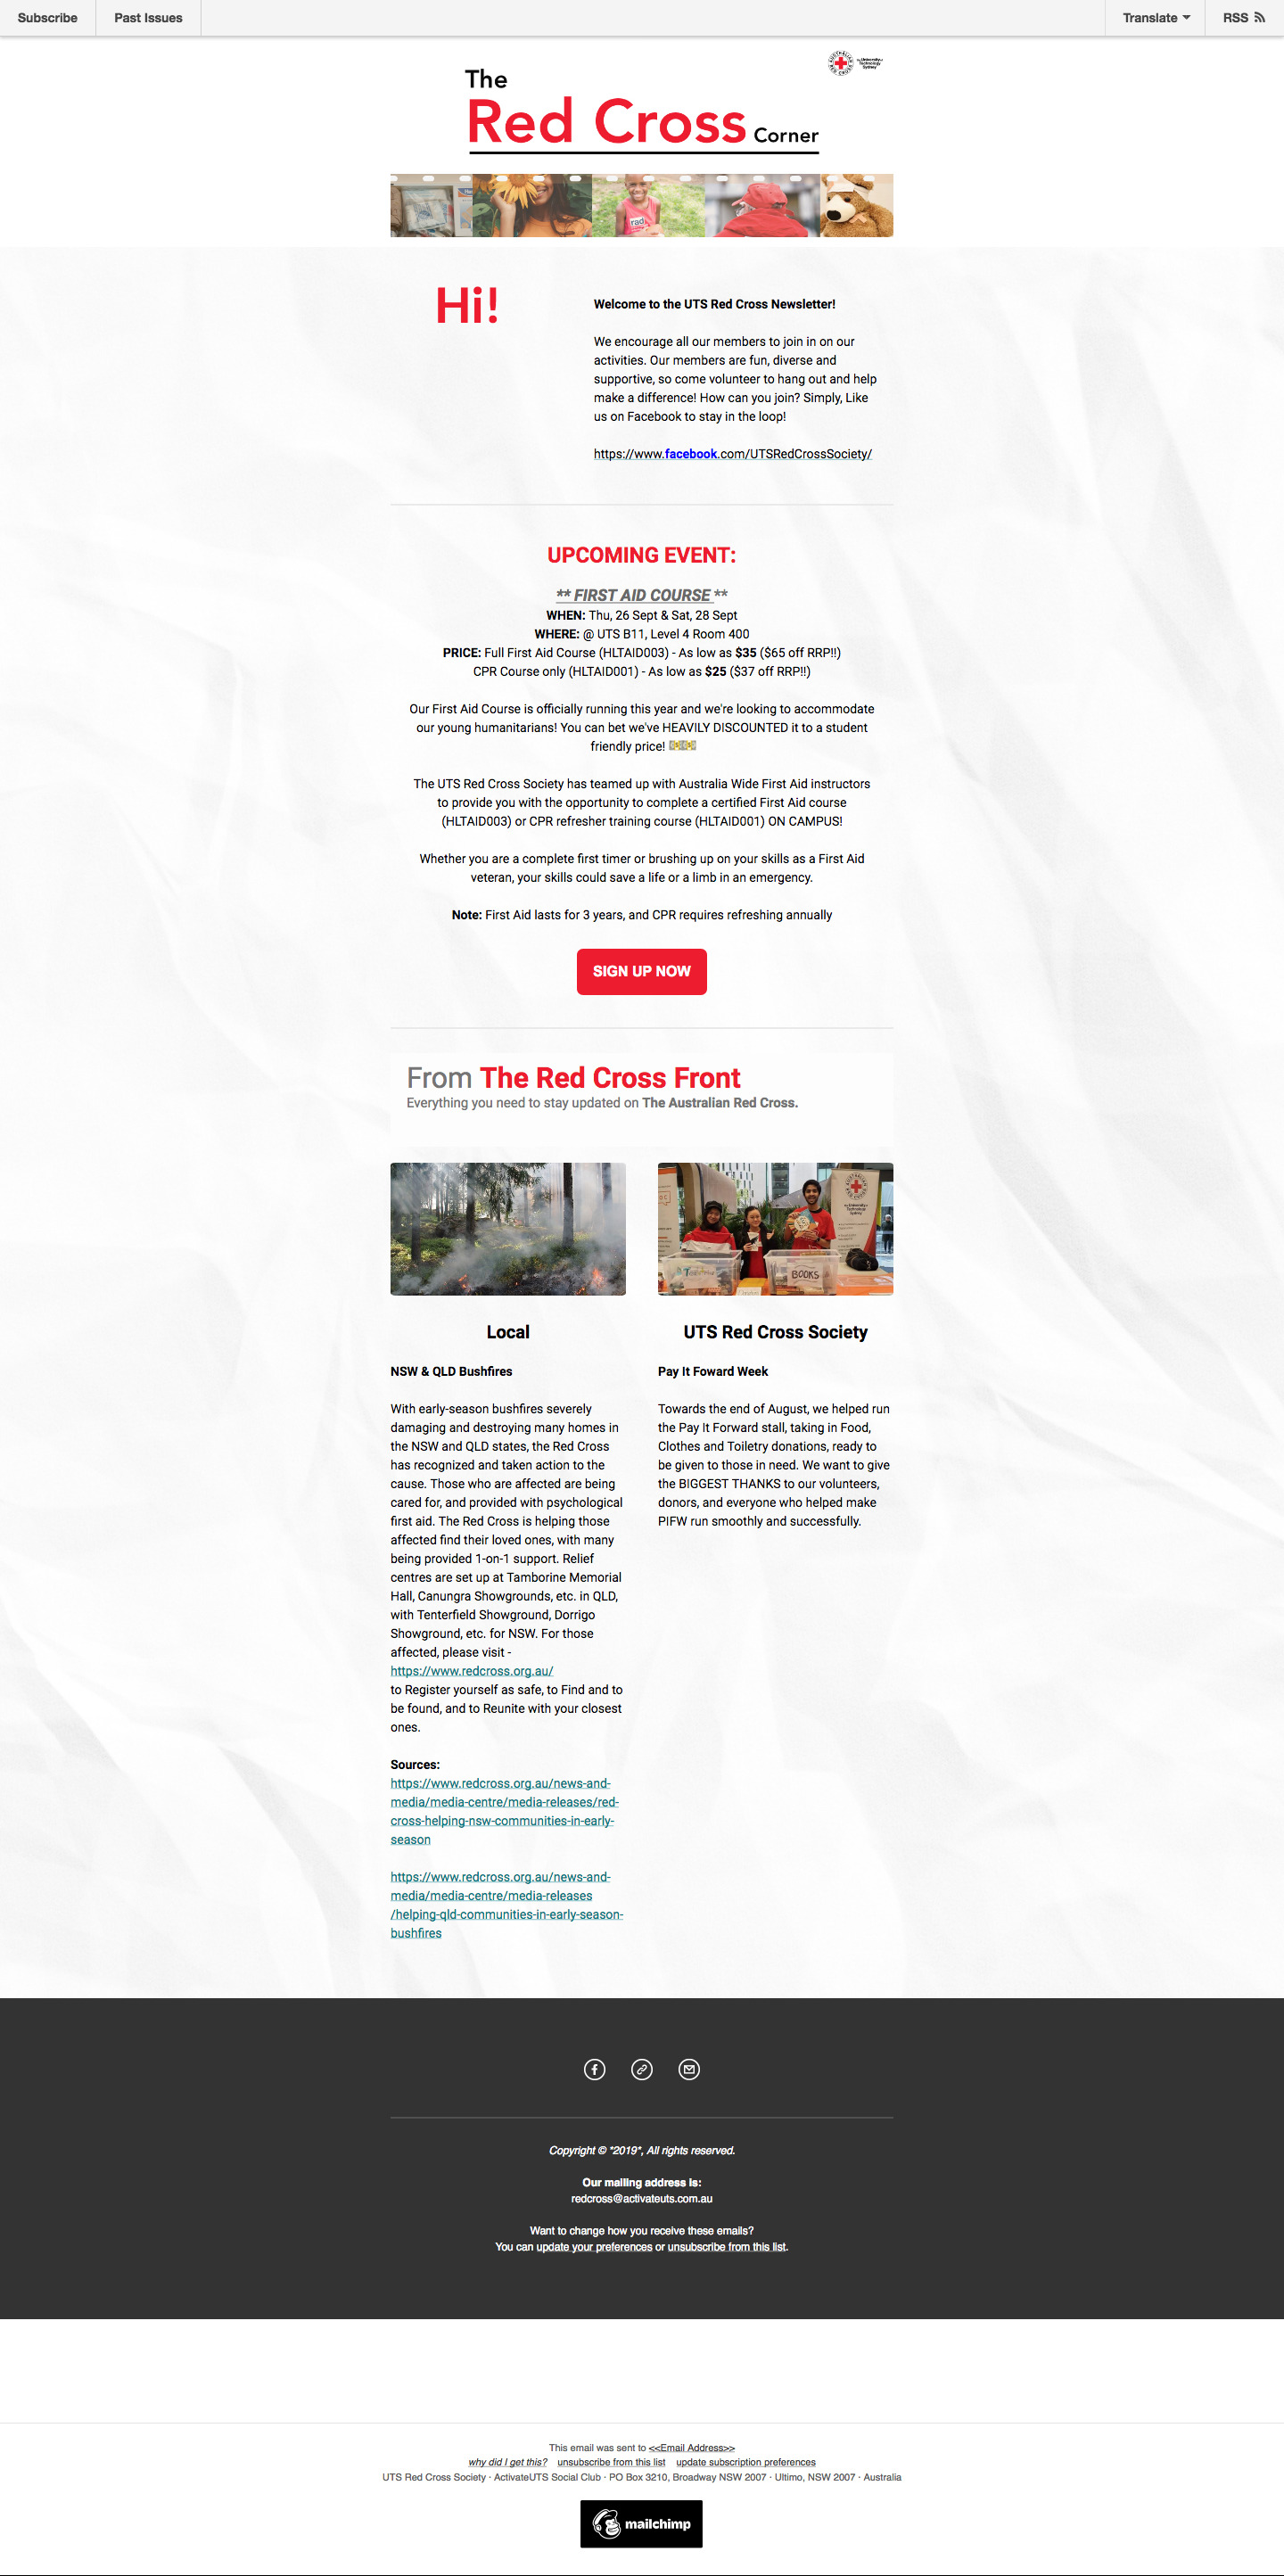 Subscribe
Past Issues
Translate
RSS
The
Red Cross Corner
AUSTRALIAN RED CROSS
University of
Technology
Sydney
rad
Hi!
Welcome to the UTS Red Cross Newsletter!
We encourage all our members to join in on our
activities. Our members are fun, diverse and
supportive, so come volunteer to hang out and help
make a difference! How can you join? Simply, Like
us on Facebook to stay in the loop!
https://www.facebook.com/UTSRedCrossSociety/
UPCOMING EVENT:
** FIRST AID COURSE **
WHEN: Thu, 26 Sept & Sat, 28 Sept
WHERE: @ UTS B11, Level 4 Room 400
PRICE: Full First Aid Course (HLTAID003) - As low as $35 ($65 off RRP!!)
CPR Course only (HLTAID001) - As low as $25 ($37 off RRP!!)
Our First Aid Course is officially running this year and we're looking to accommodate
our young humanitarians! You can bet we've HEAVILY DISCOUNTED it to a student
friendly price!
The UTS Red Cross Society has teamed up with Australia Wide First Aid instructors
to provide you with the opportunity to complete a certified First Aid course
(HLTAID003) or CPR refresher training course (HLTAID001) ON CAMPUS!
Whether you are a complete first timer or brushing up on your skills as a First Aid
veteran, your skills could save a life or a limb in an emergency.
Note: First Aid lasts for 3 years, and CPR requires refreshing annually
SIGN UP NOW
From The Red Cross Front
Everything you need to stay updated on The Australian Red Cross.
BOOKS
Local
NSW & QLD Bushfires
With early-season bushfires severely
damaging and destroying many homes in
the NSW and QLD states, the Red Cross
has recognized and taken action to the
cause. Those who are affected are being
cared for, and provided with psychological
first aid. The Red Cross is helping those
affected find their loved ones, with many
being provided 1-on-1 support. Relief
centres are set up at Tamborine Memorial
Hall, Canungra Showgrounds, etc. in QLD,
with Tenterfield Showground, Dorrigo
Showground, etc. for NSW. For those
affected, please visit -
https://www.redcross.org.au/
to Register yourself as safe, to Find and to
be found, and to Reunite with your closest
ones.
Sources:
https://www.redcross.org.au/news-and-
media/media-centre/media-releases/red-
cross-helping-nsw-communities-in-early-
season
https://www.redcross.org.au/news-and-
media/media-centre/media-releases
/helping-qld-communities-in-early-season-
bushfires
UTS Red Cross Society
Pay It Foward Week
Towards the end of August, we helped run
the Pay It Forward stall, taking in Food,
Clothes and Toiletry donations, ready to
be given to those in need. We want to give
the BIGGEST THANKS to our volunteers,
donors, and everyone who helped make
PIFW run smoothly and successfully.
Copyright © *2019*, All rights reserved.
Our mailing address is:
redcross@activateuts.com.au
Want to change how you receive these emails?
You can update your preferences or unsubscribe from this list.
This email was sent to <<Email Address>>
why did I get this? unsubscribe from this list update subscription preferences
UTS Red Cross Society · ActivateUTS Social Club · PO Box 3210, Broadway NSW 2007 · Ultimo, NSW 2007 · Australia
mailchimp